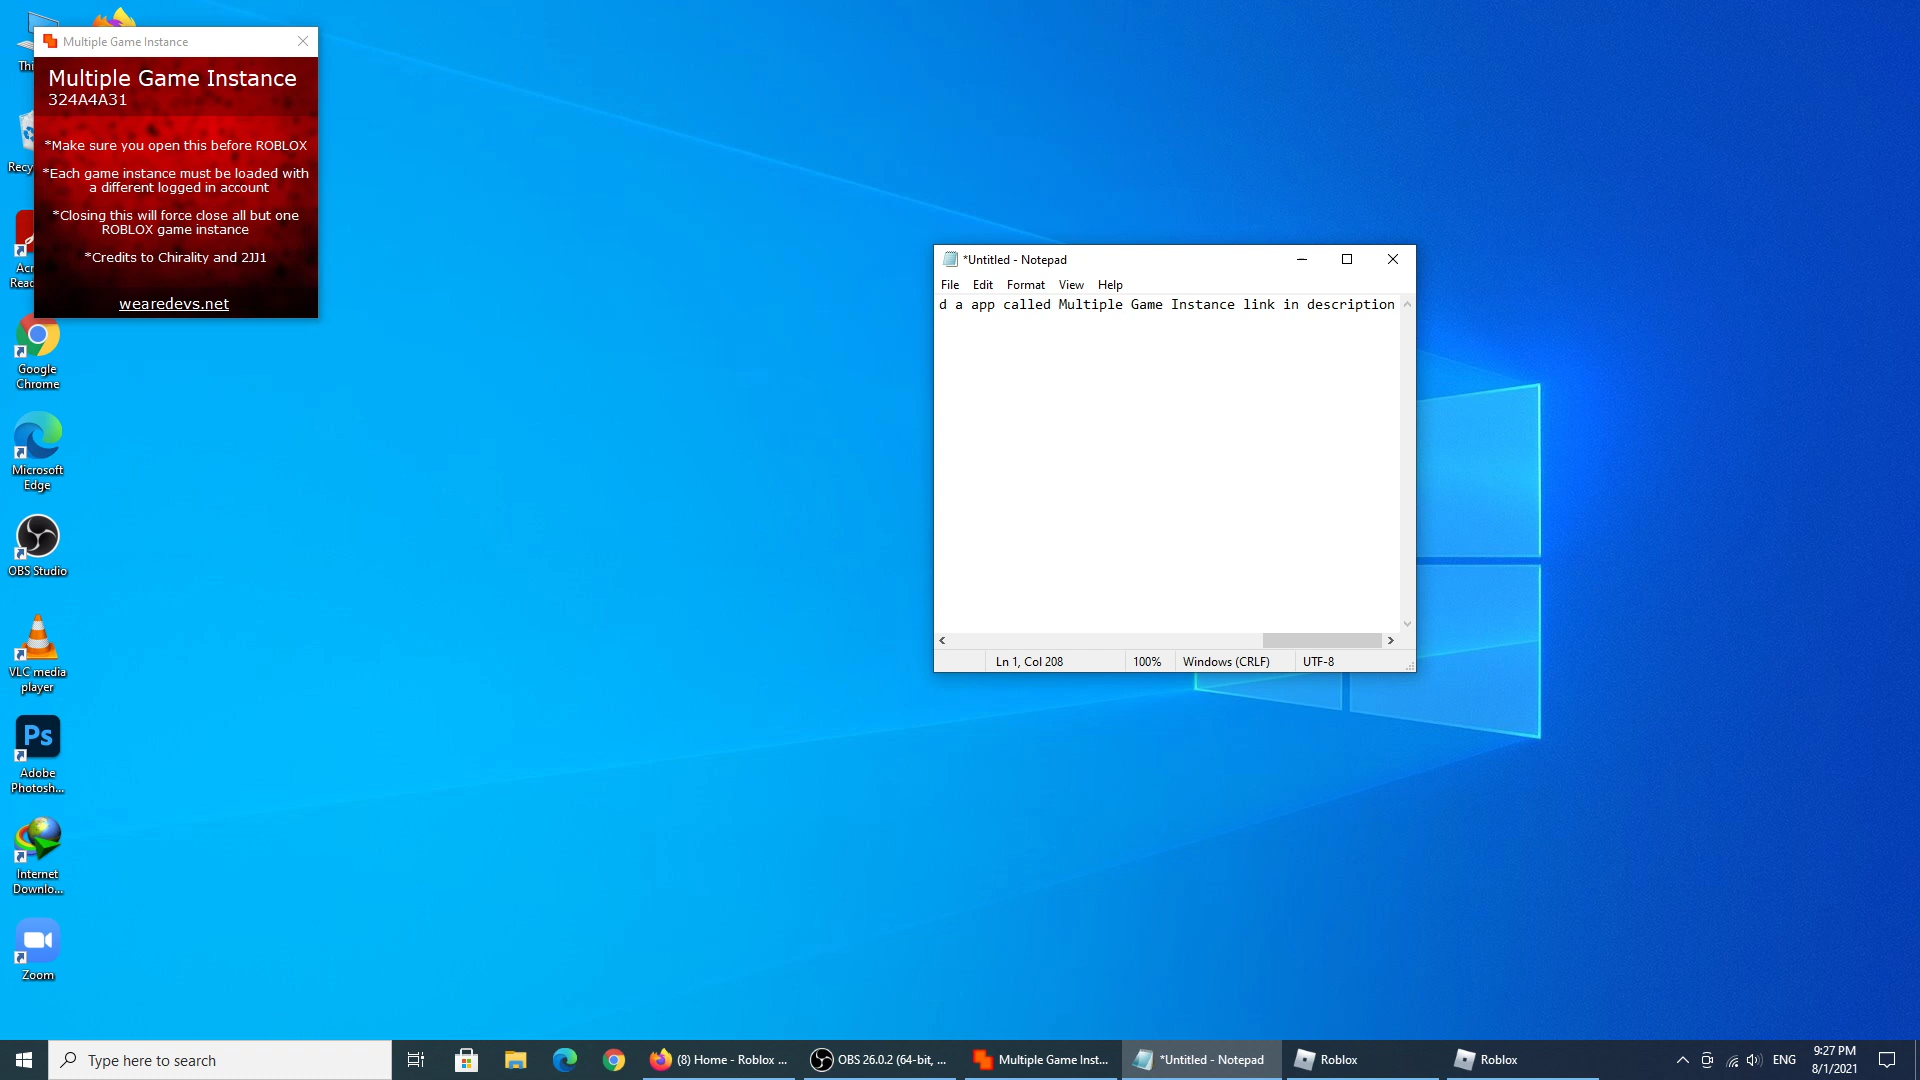 Multiple Game Instance
Multiple Game Instance
324A4A31
*Make sure you open this before ROBLOX
*Each game instance must be loaded with
a different logged in account
*Closing this will force close all but one
ROBLOX game instance
*Credits to Chirality and 2JJ1
wearedevs.net
Thi
Recy
Acr
Read
Google
Chrome
Microsoft
Edge
OBS Studio
VLC media
player
Ps
Adobe
Photosh...
Internet
Downlo...
Zoom
*Untitled - Notepad
File Edit Format View Help
d a app called Multiple Game Instance link in description
Ln 1, Col 208 100% Windows (CRLF) UTF-8
Type here to search
(8) Home - Roblox ...
OBS 26.0.2 (64-bit, ...
Multiple Game Inst...
*Untitled - Notepad
Roblox
Roblox
ENG
9:27 PM
8/1/2021